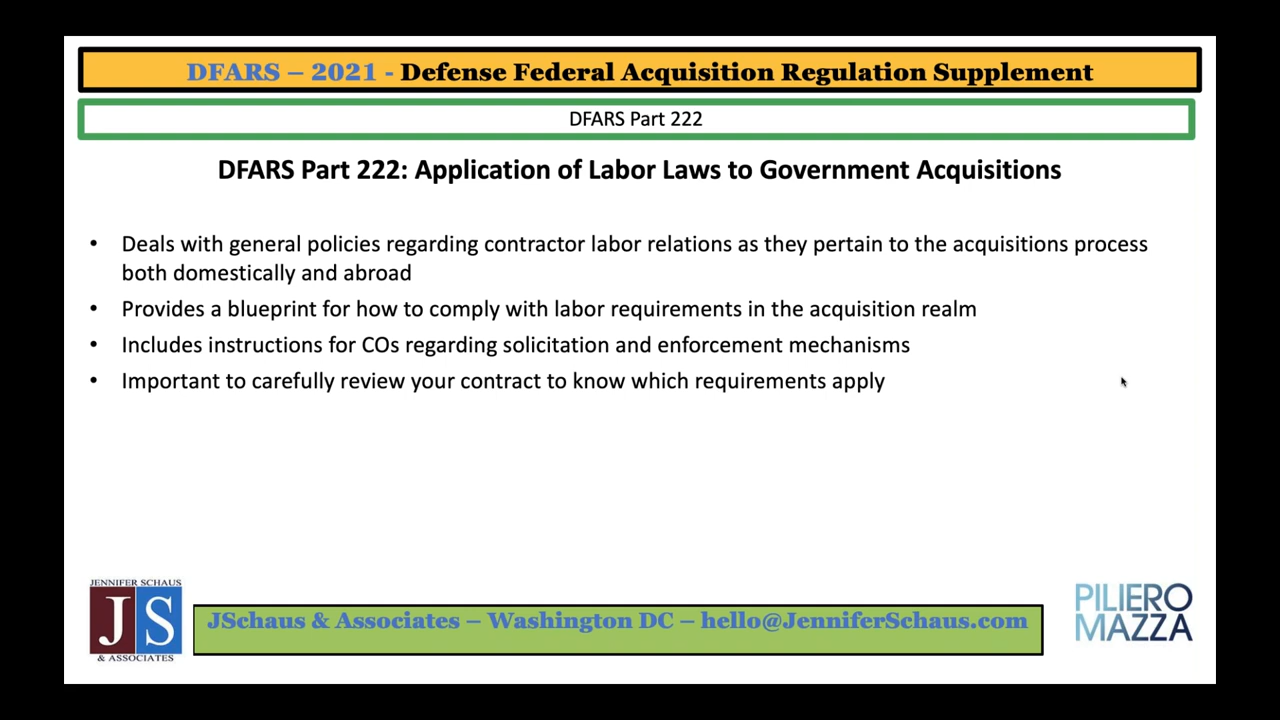 DFARS – 2021 - Defense Federal Acquisition Regulation Supplement
DFARS Part 222
DFARS Part 222: Application of Labor Laws to Government Acquisitions
• Deals with general policies regarding contractor labor relations as they pertain to the acquisitions process
both domestically and abroad
• Provides a blueprint for how to comply with labor requirements in the acquisition realm
• Includes instructions for COs regarding solicitation and enforcement mechanisms
• Important to carefully review your contract to know which requirements apply
JENNIFER SCHAUS
JS
& ASSOCIATES
JSchaus & Associates – Washington DC – hello@JenniferSchaus.com
PILIERO
MAZZA